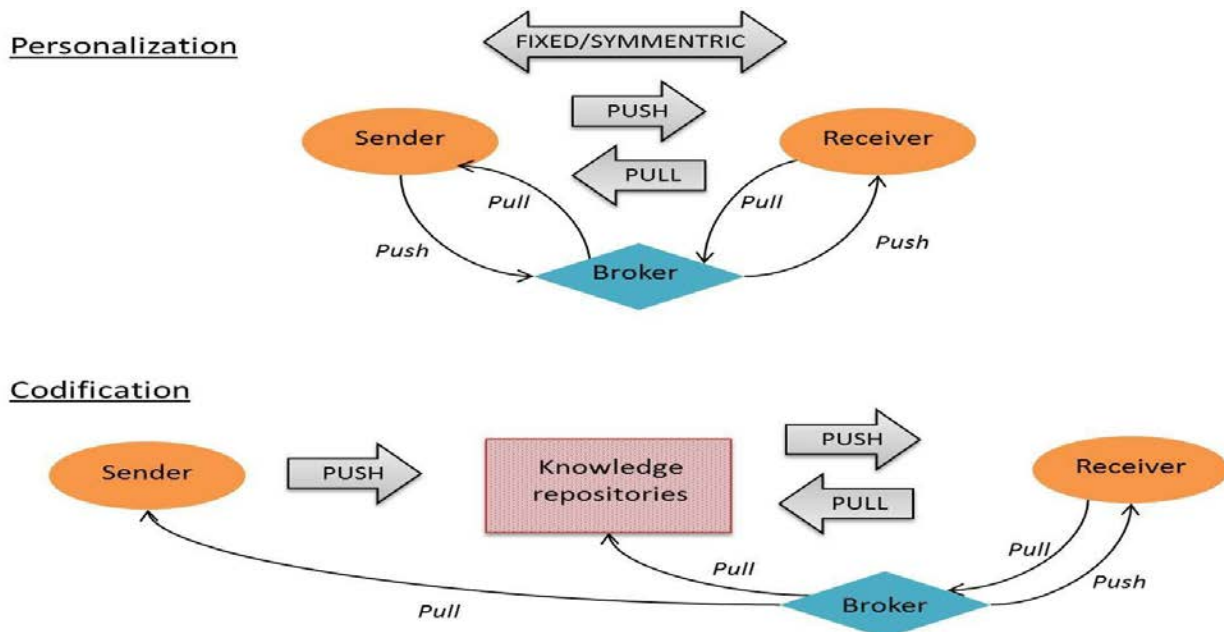 Personalization
FIXED/SYMMENTRIC
PUSH
Sender
Receiver
PULL
Pull
Pull
Push
Push
Broker
Codification
PUSH
Sender
PUSH
Knowledge
repositories
Receiver
PULL
Pull
Pull
Push
Pull
Broker